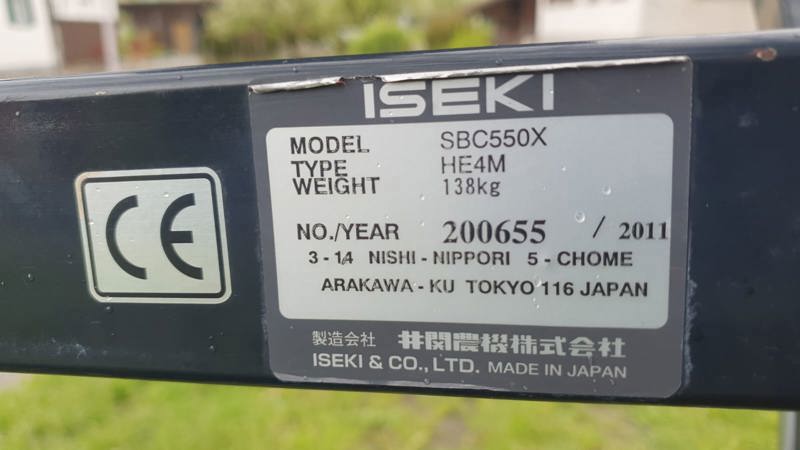 ISEKI
MODEL SBC550X
TYPE HE4M
WEIGHT 138kg
NO./YEAR 200655 / 2011
3 - 14 NISHI - NIPPORI 5 - CHOME
ARAKAWA - KU TOKYO 116 JAPAN
製造会社 井関農機株式会社
ISEKI & CO., LTD. MADE IN JAPAN
CE